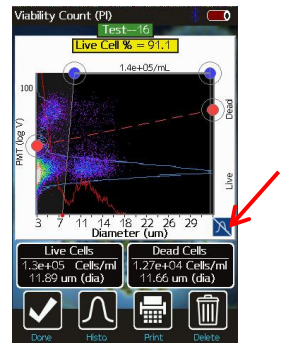 Viability Count (PI)
Test--16
Live Cell % = 91.1
1.4e+05/mL
100
PMT (log V)
Dead
Live
3 7 11 14 18 22 26 29
Diameter (um)
Live Cells
1.3e+05 Cells/ml
11.89 um (dia)
Dead Cells
1.27e+04 Cells/ml
11.66 um (dia)
Done
Histo
Print
Delete